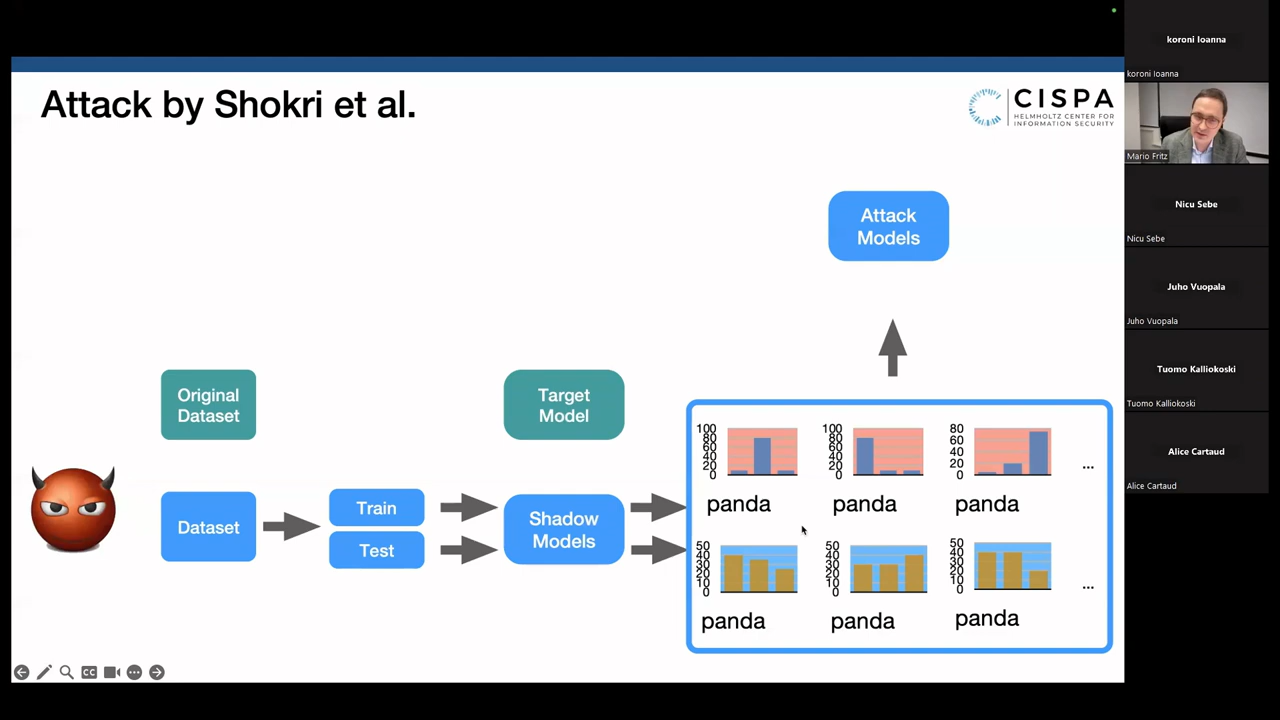 Attack by Shokri et al.
CISPA
HELMHOLTZ CENTER FOR
INFORMATION SECURITY
Attack
Models
Original
Dataset
Target
Model
Dataset
Train
Test
Shadow
Models
100
80
60
40
20
0
panda
100
80
60
40
20
0
panda
80
60
40
20
0
panda
...
50
40
30
20
10
0
panda
50
40
30
20
10
0
panda
50
40
30
20
10
0
panda
...
CC
koroni Ioanna
koroni Ioanna
Mario Fritz
Nicu Sebe
Nicu Sebe
Juho Vuopala
Juho Vuopala
Tuomo Kalliokoski
Tuomo Kalliokoski
Alice Cartaud
Alice Cartaud